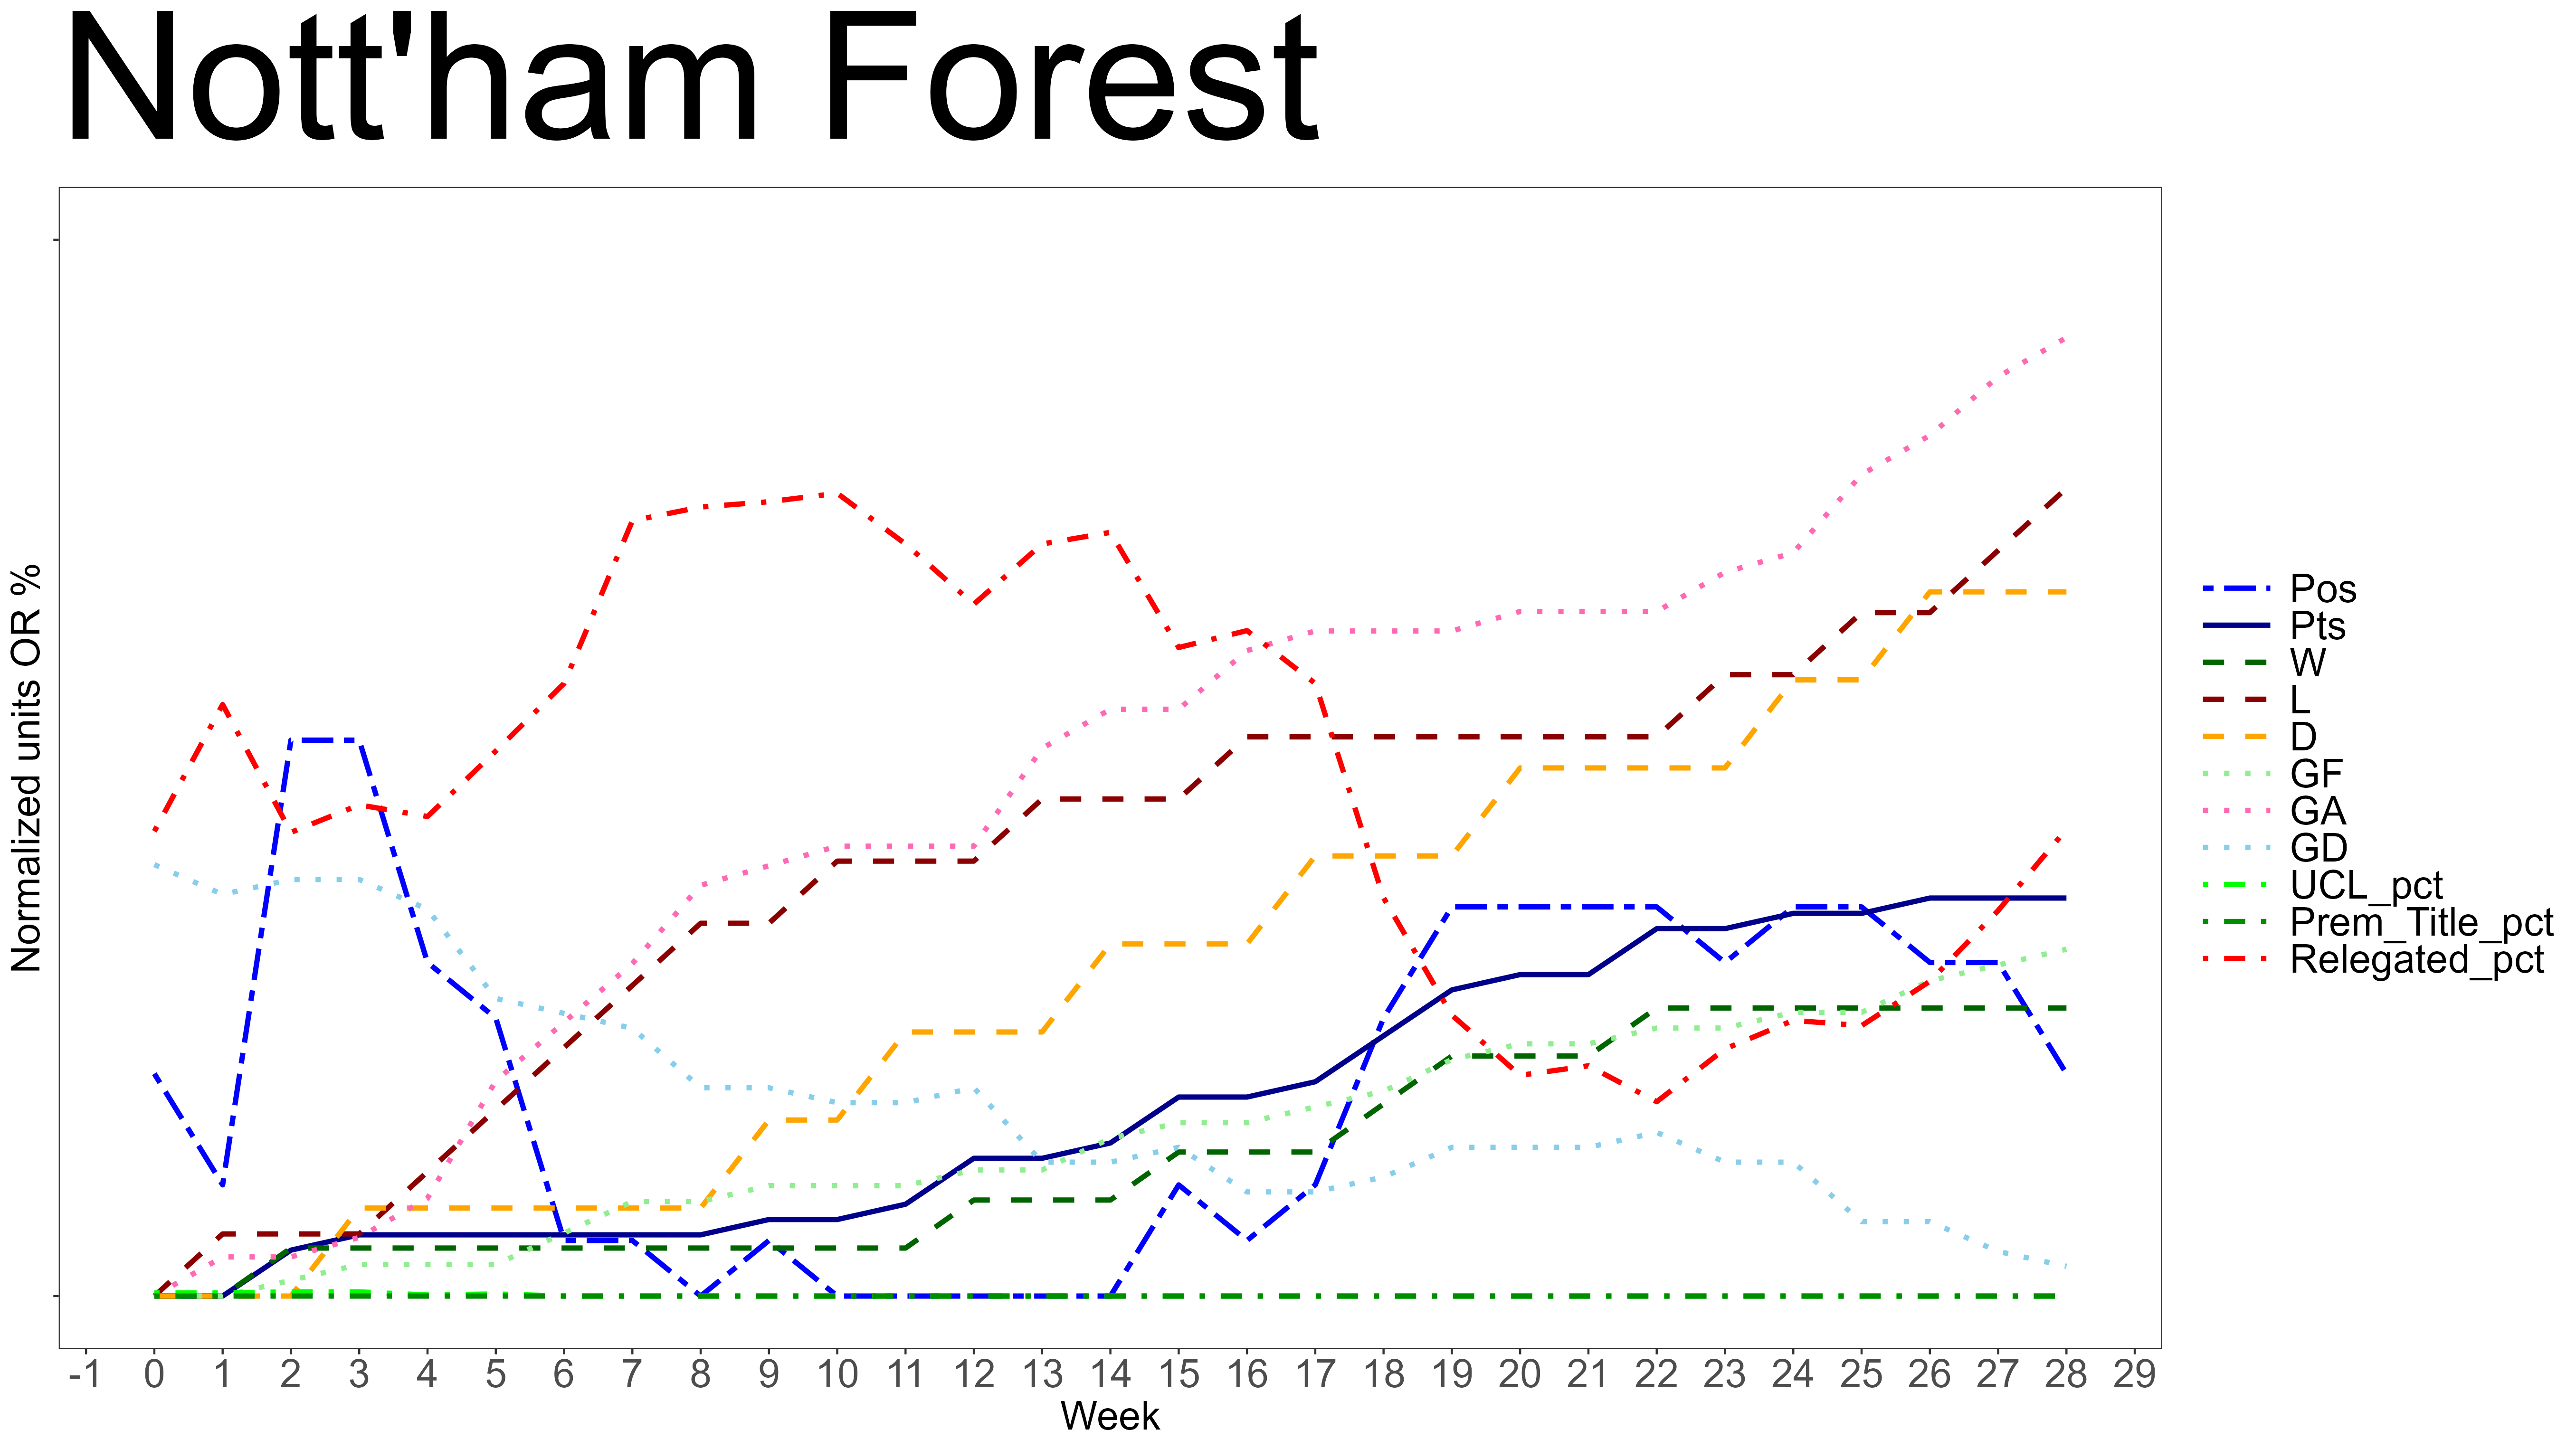 Nott'ham Forest
Normalized units OR %
Pos
Pts
W
L
D
GF
GA
GD
UCL_pct
Prem_Title_pct
Relegated_pct
-1 0 1 2 3 4 5 6 7 8 9 10 11 12 13 14 15 16 17 18 19 20 21 22 23 24 25 26 27 28 29
Week